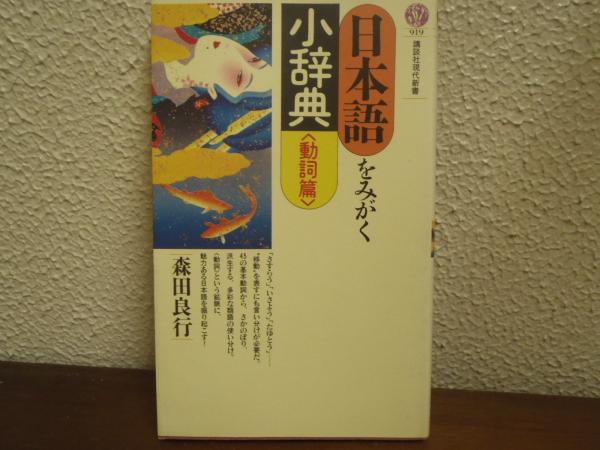 919
講談社現代新書
日本語をみがく
小辞典
〈動詞篇〉
「さすらう」「いさよう」「たゆとう」……
“移動”を表すにも言い分けが必要だ。
45の基本動詞から、さかのぼり、
派生する、多彩な類語の使い分け。
〈動詞〉という鉱脈に、
魅力ある日本語を掘り起こす!
森田良行